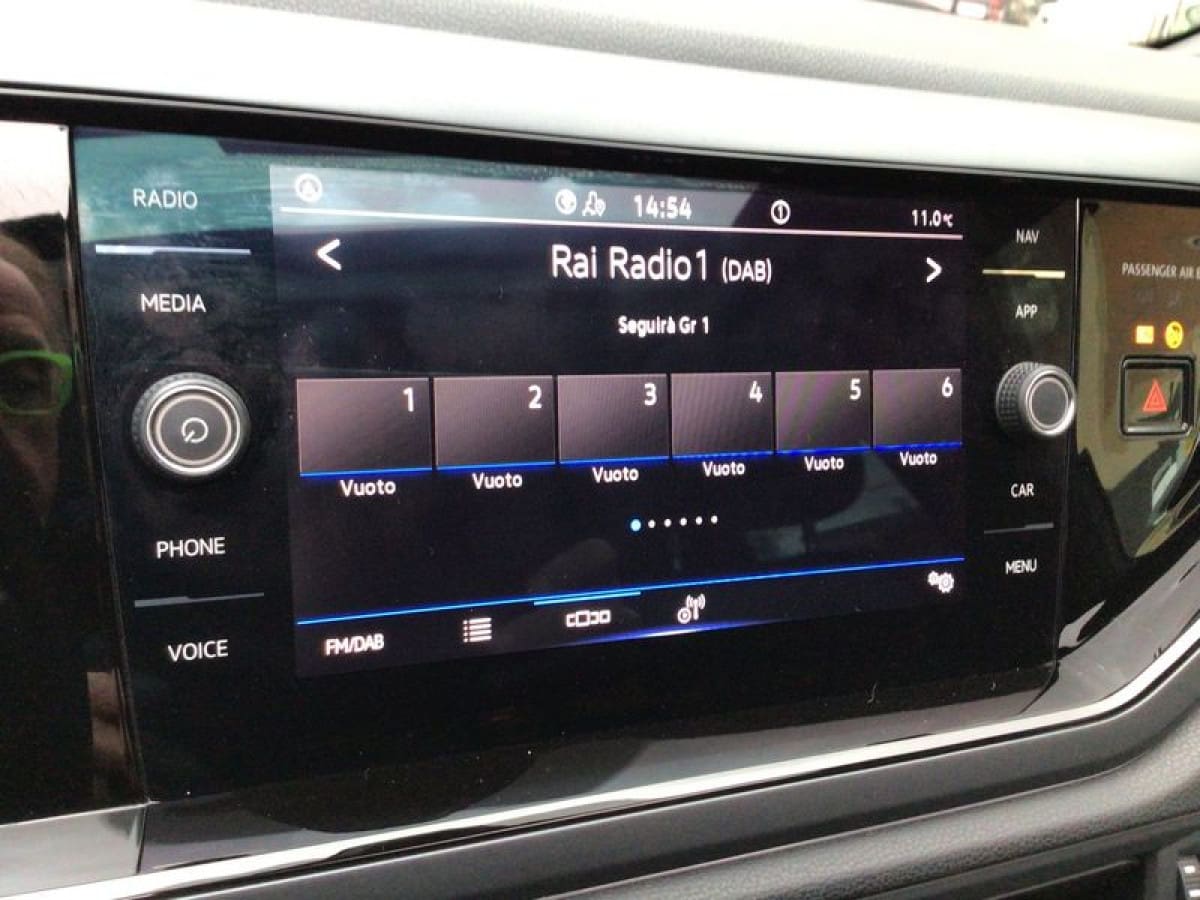 RADIO
MEDIA
PHONE
VOICE
14:54
1
11.0°C
Rai Radio1 (DAB)
Seguirà Gr 1
1 2 3 4 5 6
Vuoto Vuoto Vuoto Vuoto Vuoto Vuoto
FM/DAB
NAV
APP
CAR
MENU
PASSENGER AIR